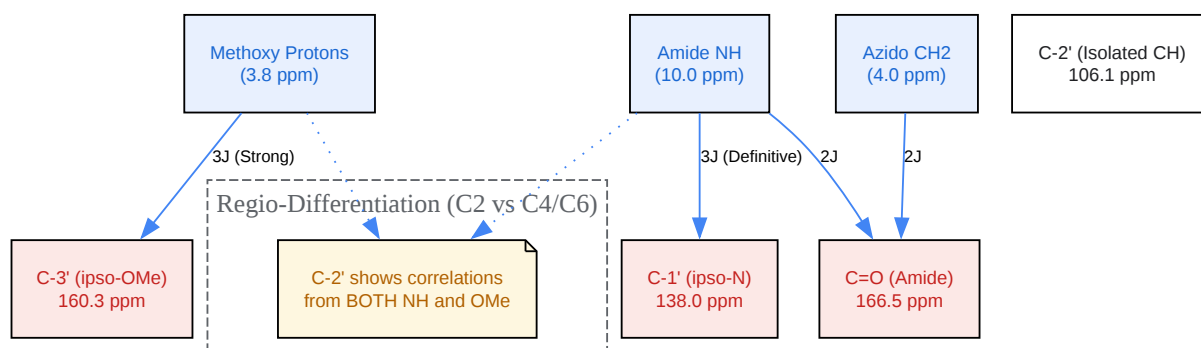 Methoxy Protons
(3.8 ppm)
Amide NH
(10.0 ppm)
Azido CH2
(4.0 ppm)
C-2' (Isolated CH)
106.1 ppm
3J (Strong)
3J (Definitive)
2J
2J
Regio-Differentiation (C2 vs C4/C6)
C-3' (ipso-OMe)
160.3 ppm
C-2' shows correlations
from BOTH NH and OMe
C-1' (ipso-N)
138.0 ppm
C=O (Amide)
166.5 ppm